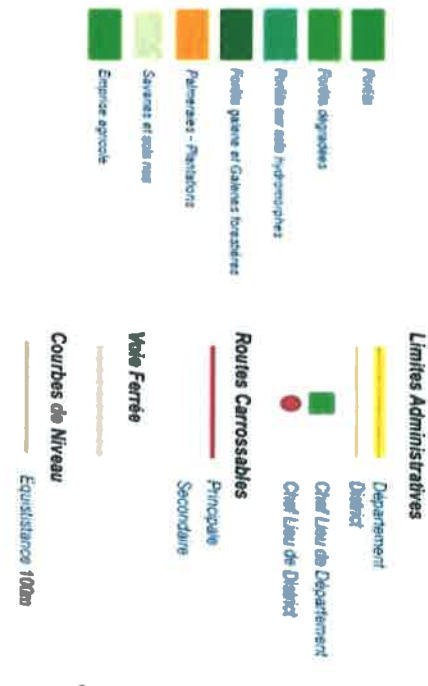 Limites Administratives
Département
District
Chef Lieu de Département
Chef Lieu de District
Routes Carrossables
Principale
Secondaire
Voie Ferrée
Courbes de Niveau
Equisistance 100m
Forêts
Forêts dégradées
Forêts sur sols hydromorphes
Forêts galerie et Galeries forestières
Palmeraies - Plantations
Savanes et sols nus
Emprise agricole